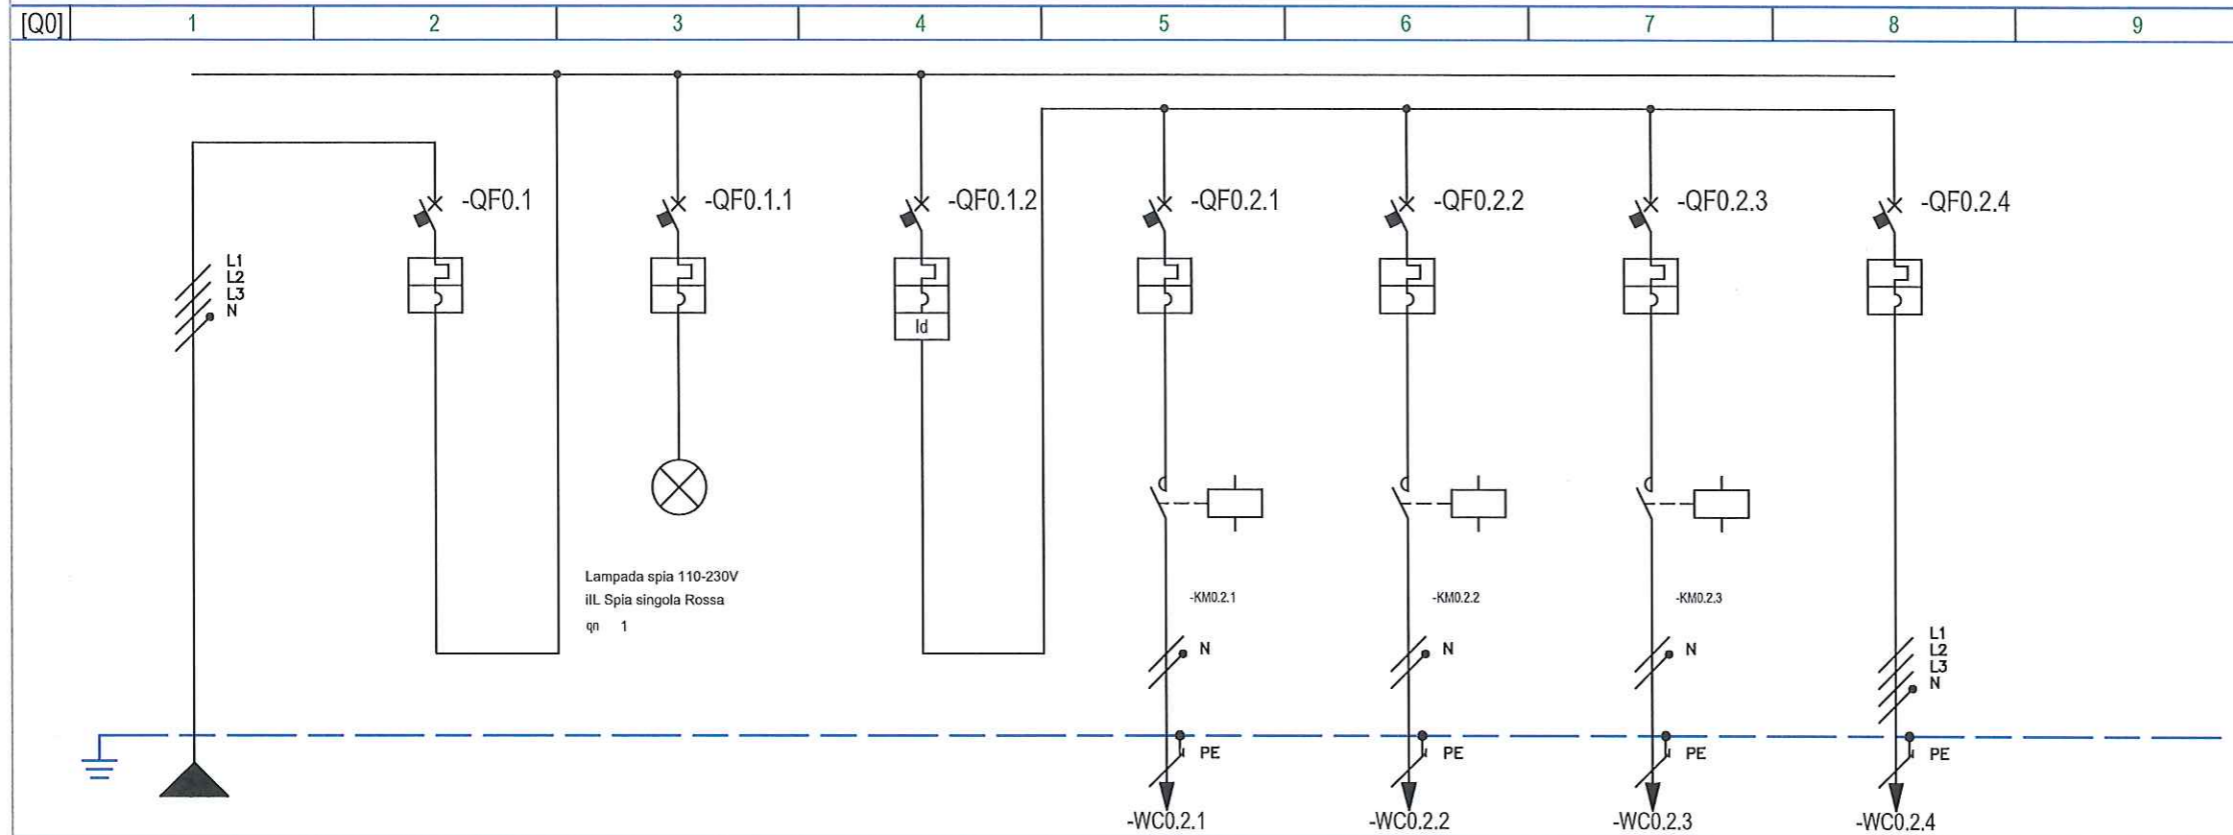 [Q0] 1 2 3 4 5 6 7 8 9
-QF0.1 -QF0.1.1 -QF0.1.2 -QF0.2.1 -QF0.2.2 -QF0.2.3 -QF0.2.4
L1
L2
L3
N
Id
Lampada spia 110-230V
iIL Spia singola Rossa
qn 1
-KM0.2.1 -KM0.2.2 -KM0.2.3
N N N
L1
L2
L3
N
PE PE PE PE
-WC0.2.1 -WC0.2.2 -WC0.2.3 -WC0.2.4